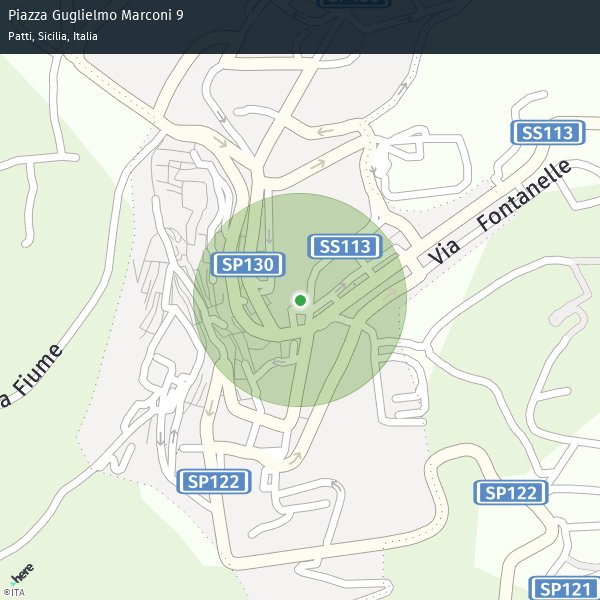 Piazza Guglielmo Marconi 9
Patti, Sicilia, Italia
SS113
Via Fontanelle
SS113
SP130
a Fiume
SP122
SP122
SP121
here
©ITA